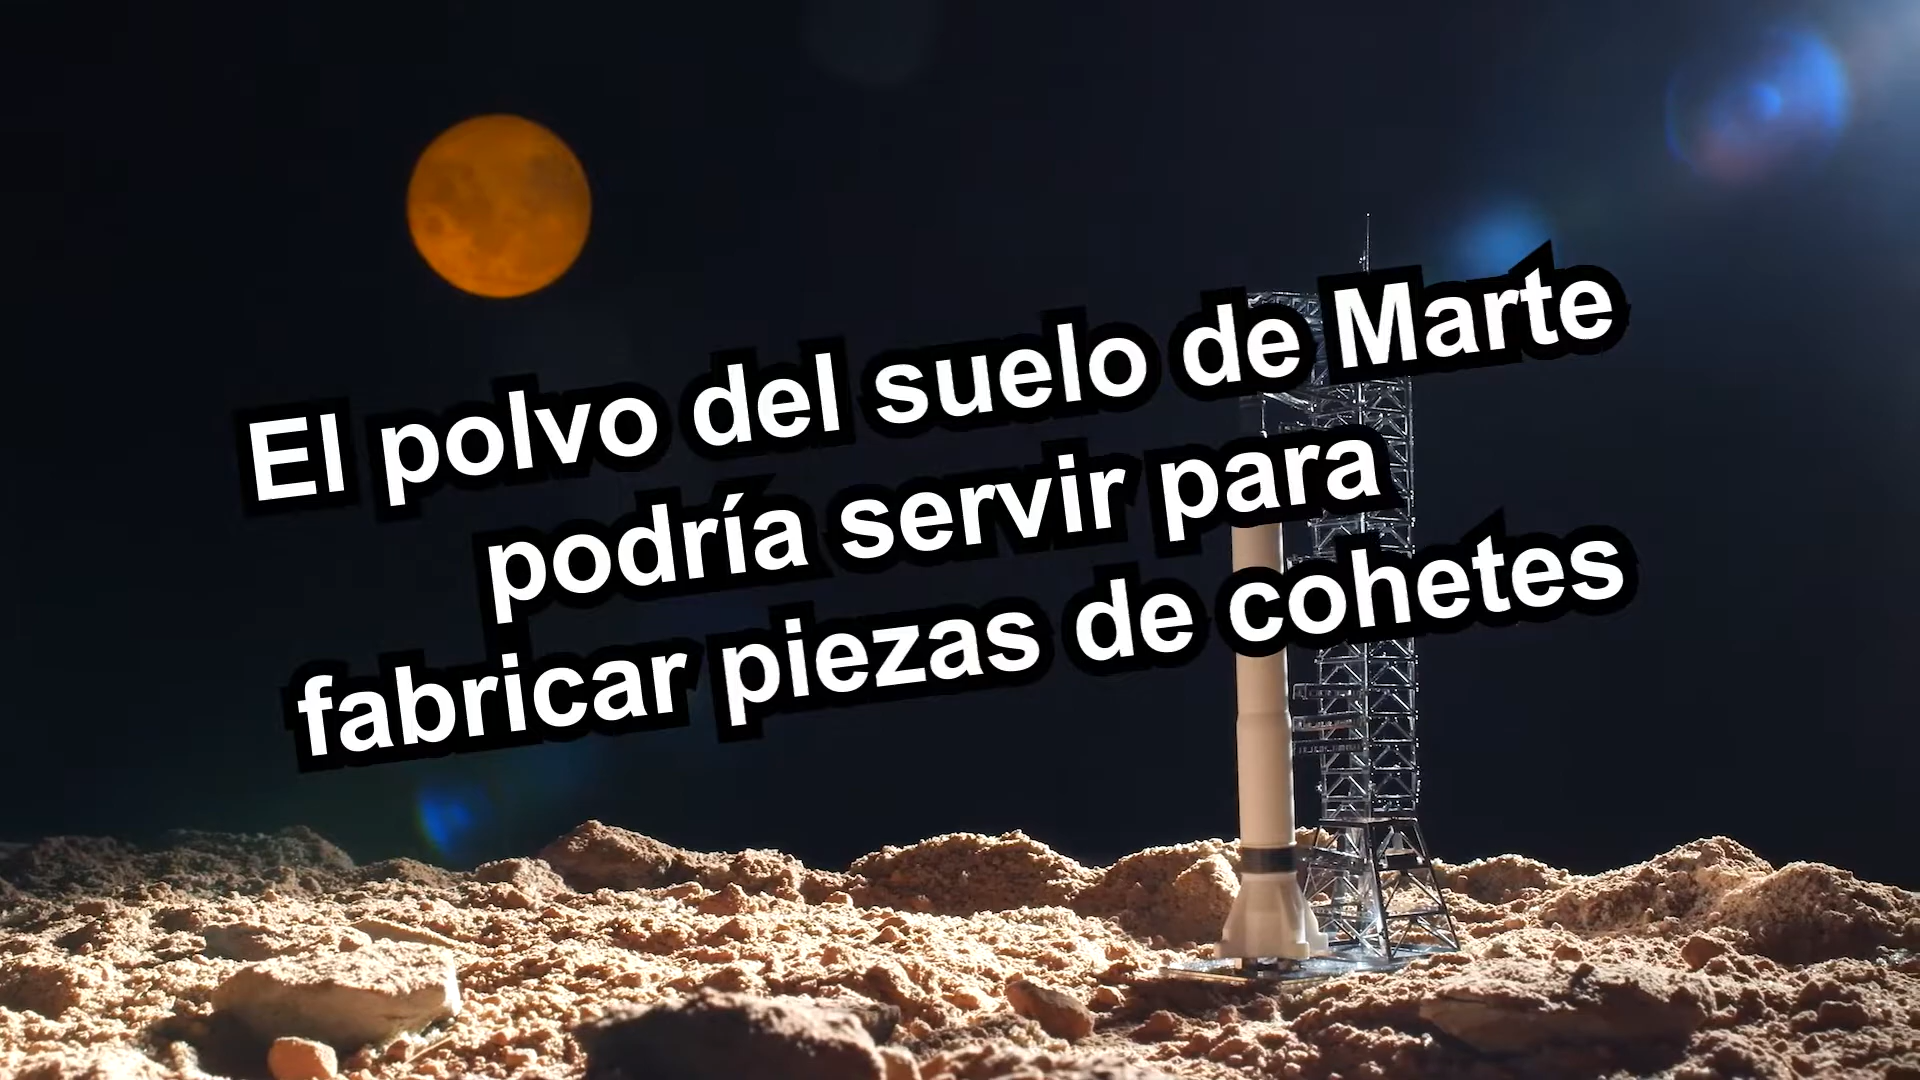 El polvo del suelo de Marte
podría servir para
fabricar piezas de cohetes